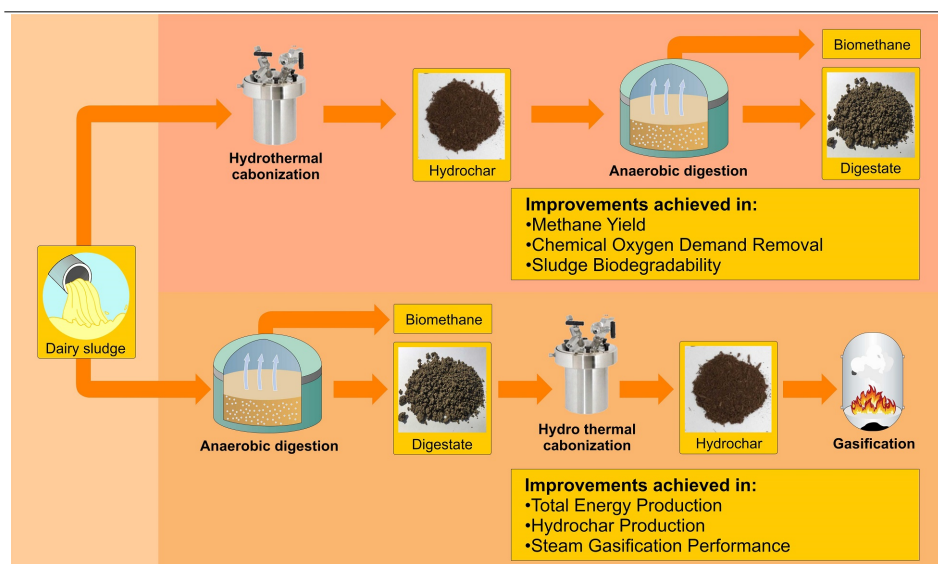 Biomethane
Hydrothermal
cabonization
Hydrochar
Anaerobic digestion
Digestate
Improvements achieved in:
•Methane Yield
•Chemical Oxygen Demand Removal
•Sludge Biodegradability
Dairy sludge
Biomethane
Anaerobic digestion
Digestate
Hydro thermal
cabonization
Hydrochar
Gasification
Improvements achieved in:
•Total Energy Production
•Hydrochar Production
•Steam Gasification Performance